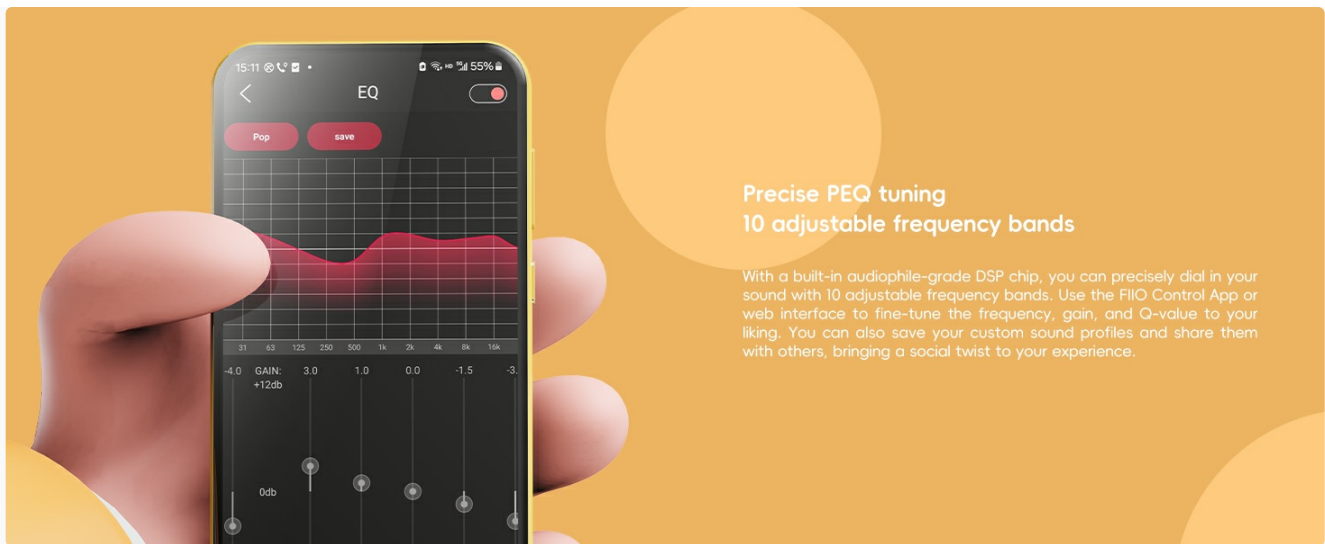 15:11 55%
EQ
Pop save
31 63 125 250 500 1k 2k 4k 8k 16k
-4.0 GAIN: 3.0 1.0 0.0 -1.5 -3.
+12db
0db
Precise PEQ tuning
10 adjustable frequency bands
With a built-in audiophile-grade DSP chip, you can precisely dial in your
sound with 10 adjustable frequency bands. Use the FIIO Control App or
web interface to fine-tune the frequency, gain, and Q-value to your
liking. You can also save your custom sound profiles and share them
with others, bringing a social twist to your experience.